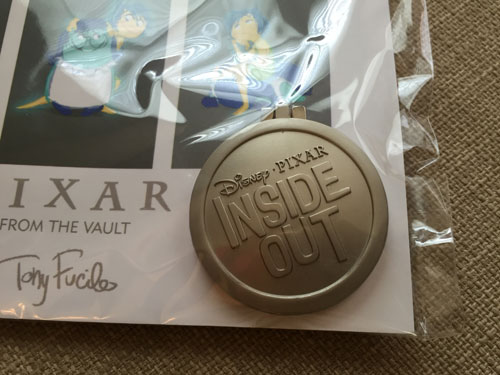 IXAR
FROM THE VAULT
Tony Fucile
DISNEY · PIXAR
INSIDE
OUT